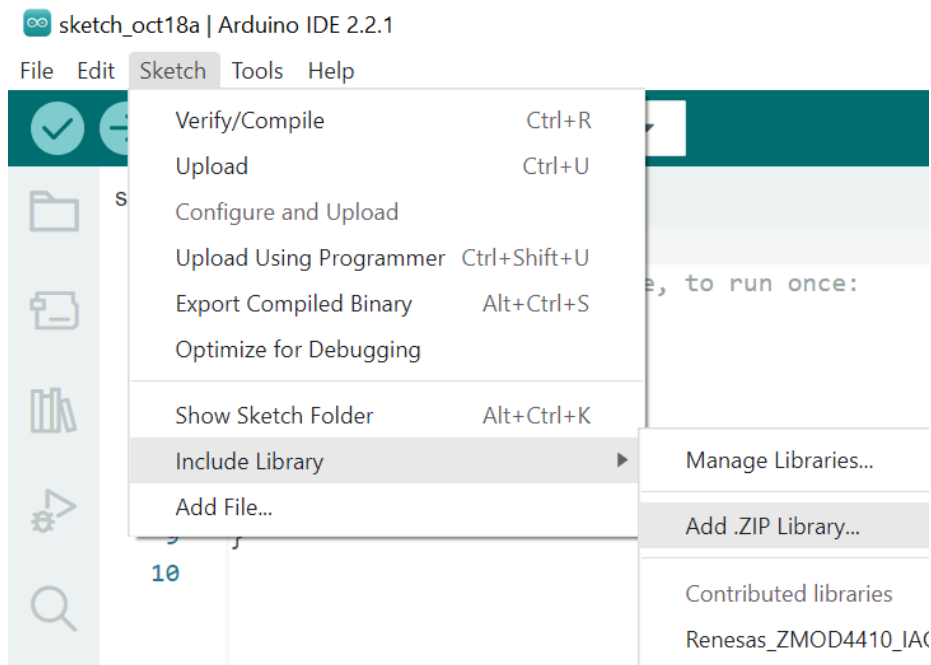 sketch_oct18a | Arduino IDE 2.2.1
File Edit Sketch Tools Help
Verify/Compile Ctrl+R
Upload Ctrl+U
Configure and Upload
Upload Using Programmer Ctrl+Shift+U
to run once:
Export Compiled Binary Alt+Ctrl+S
Optimize for Debugging
Show Sketch Folder Alt+Ctrl+K
Include Library
Manage Libraries...
Add File...
Add .ZIP Library...
10
Contributed libraries
Renesas_ZMOD4410_IA